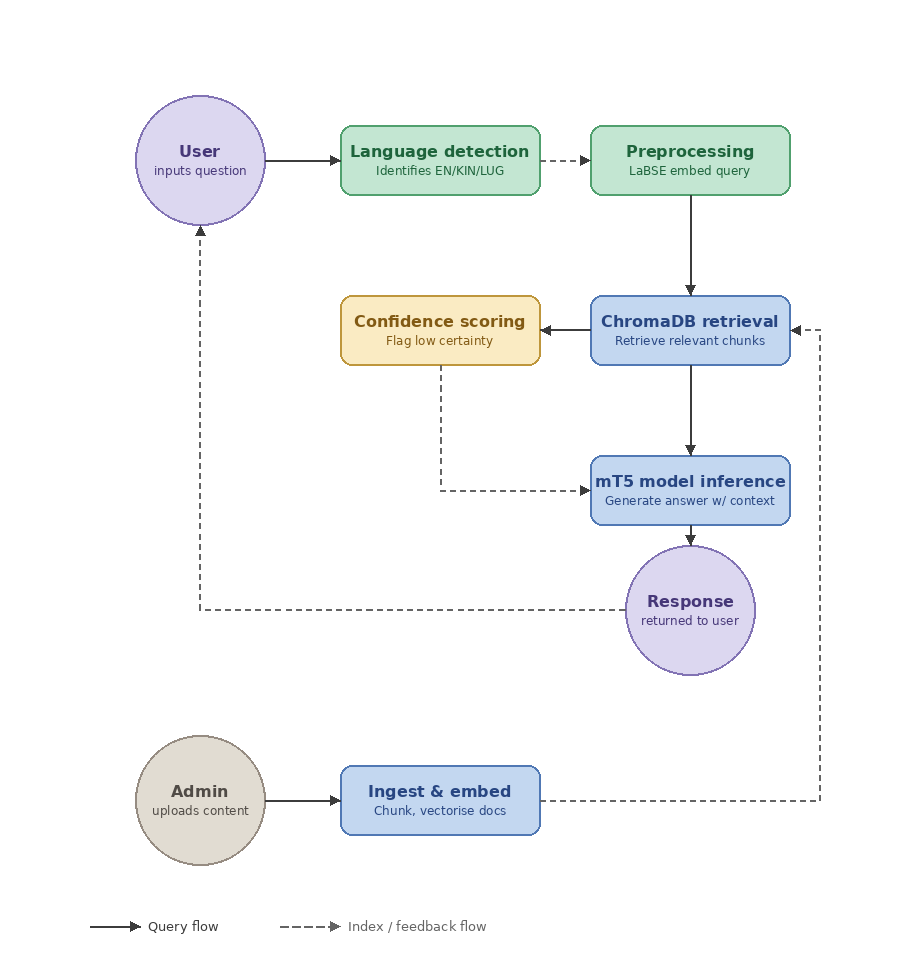 User
inputs question
Language detection
Identifies EN/KIN/LUG
Preprocessing
LaBSE embed query
Confidence scoring
Flag low certainty
ChromaDB retrieval
Retrieve relevant chunks
mT5 model inference
Generate answer w/ context
Response
returned to user
Admin
uploads content
Ingest & embed
Chunk, vectorise docs
Query flow
Index / feedback flow